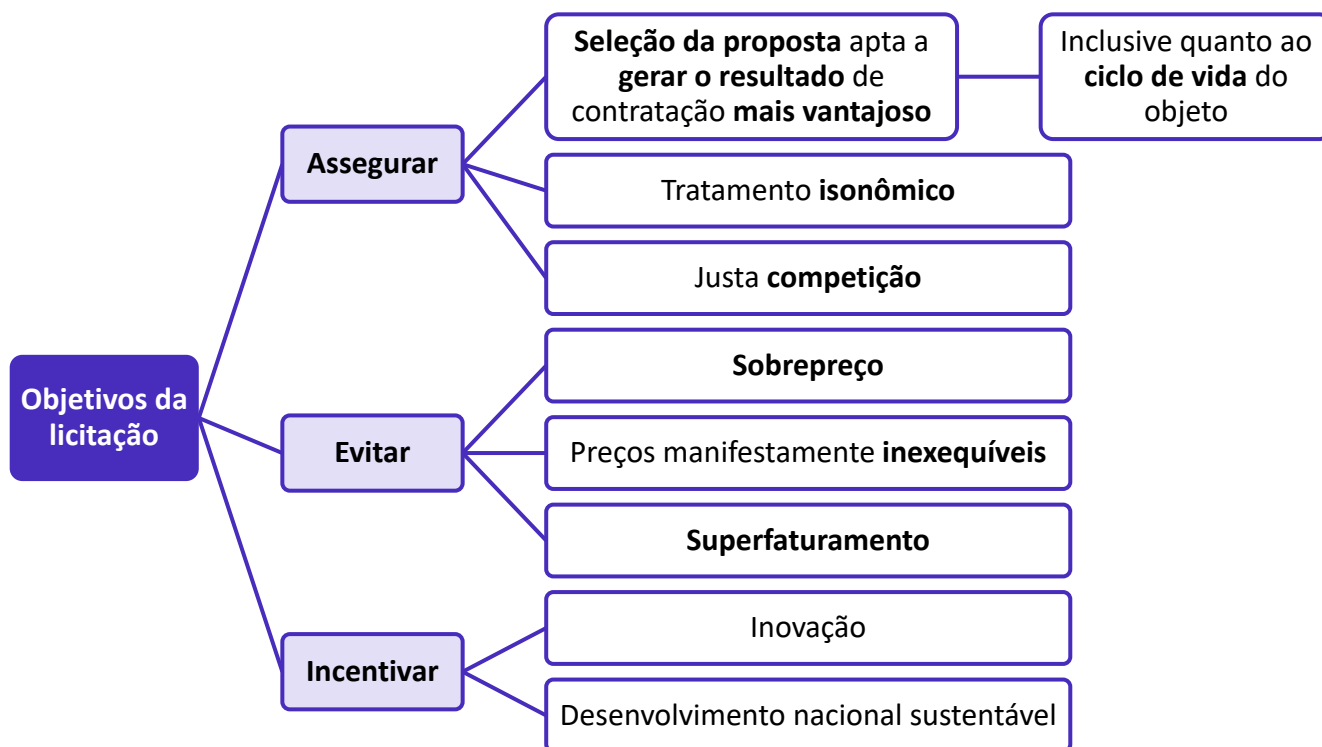 Objetivos da
licitação
Assegurar
Seleção da proposta apta a
gerar o resultado de
contratação mais vantajoso
Inclusive quanto ao
ciclo de vida do
objeto
Tratamento isonômico
Justa competição
Evitar
Sobrepreço
Preços manifestamente inexequíveis
Superfaturamento
Incentivar
Inovação
Desenvolvimento nacional sustentável